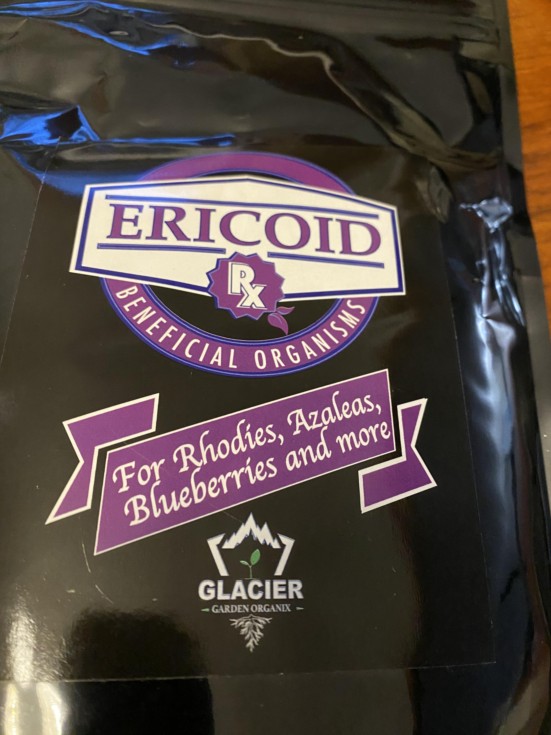 ERICOID
Rx
BENEFICIAL ORGANISMS
For Rhodies, Azaleas,
Blueberries and more
GLACIER
GARDEN ORGANIX